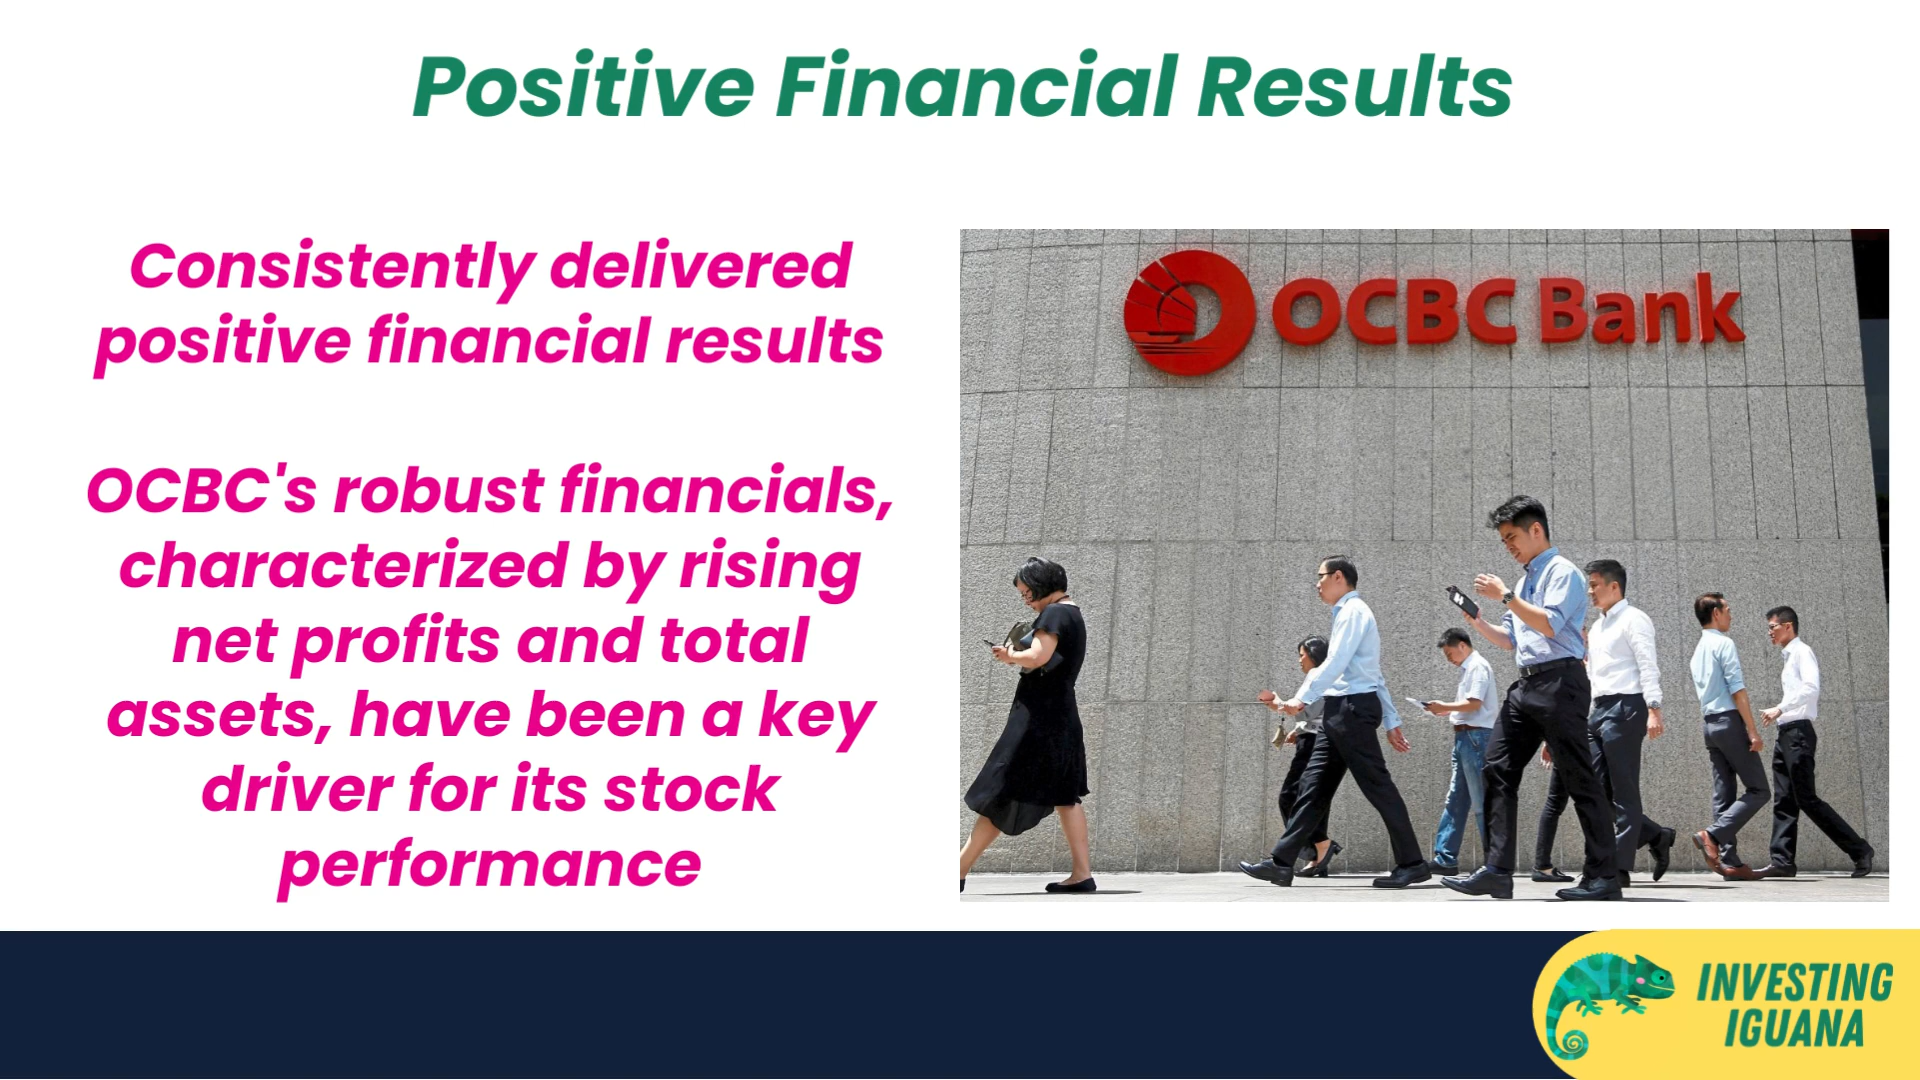 Positive Financial Results
Consistently delivered
positive financial results
OCBC's robust financials,
characterized by rising
net profits and total
assets, have been a key
driver for its stock
performance
OCBC Bank
INVESTING
IGUANA